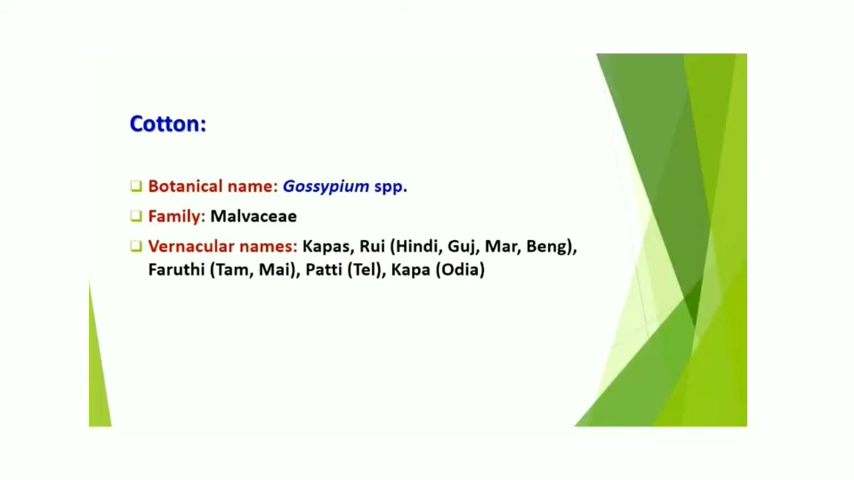 Cotton:
Botanical name: Gossypium spp.
Family: Malvaceae
Vernacular names: Kapas, Rui (Hindi, Guj, Mar, Beng),
Faruthi (Tam, Mai), Patti (Tel), Kapa (Odia)